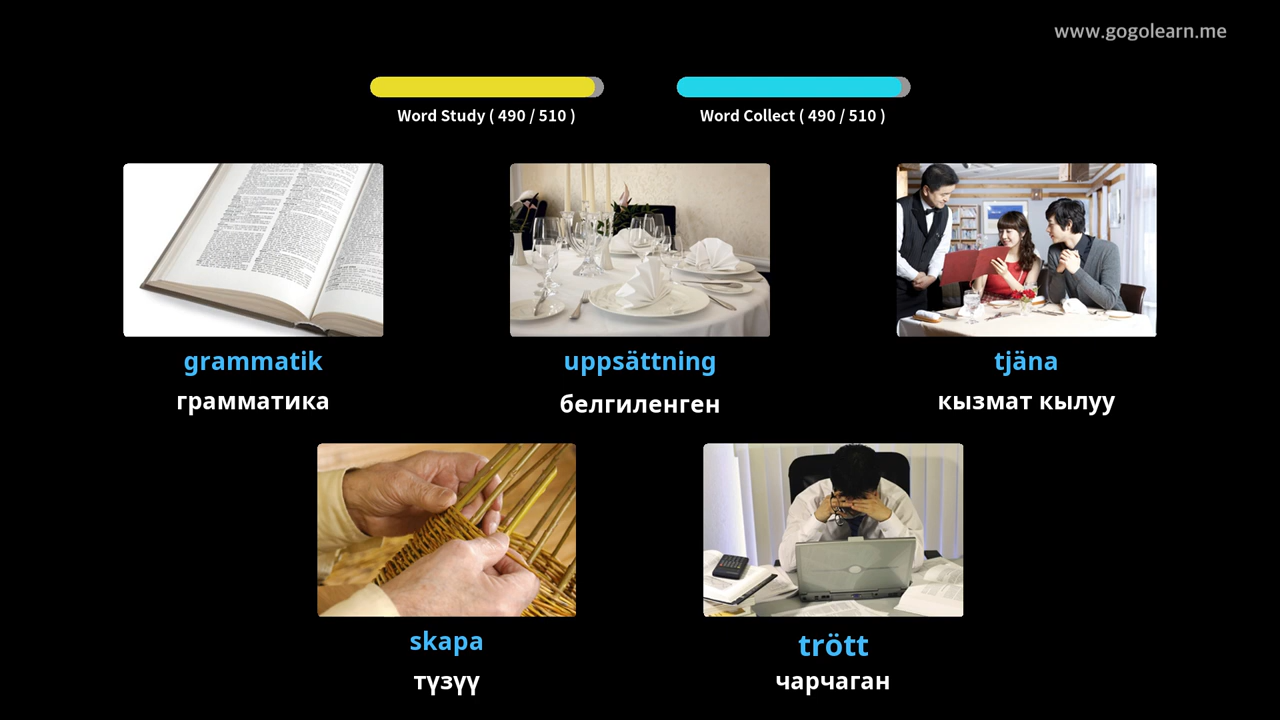 www.gogolearn.me
Word Study ( 490 / 510 )
Word Collect ( 490 / 510 )
grammatik
грамматика
uppsättning
белгиленген
tjäna
кызмат кылуу
skapa
түзүү
trött
чарчаган